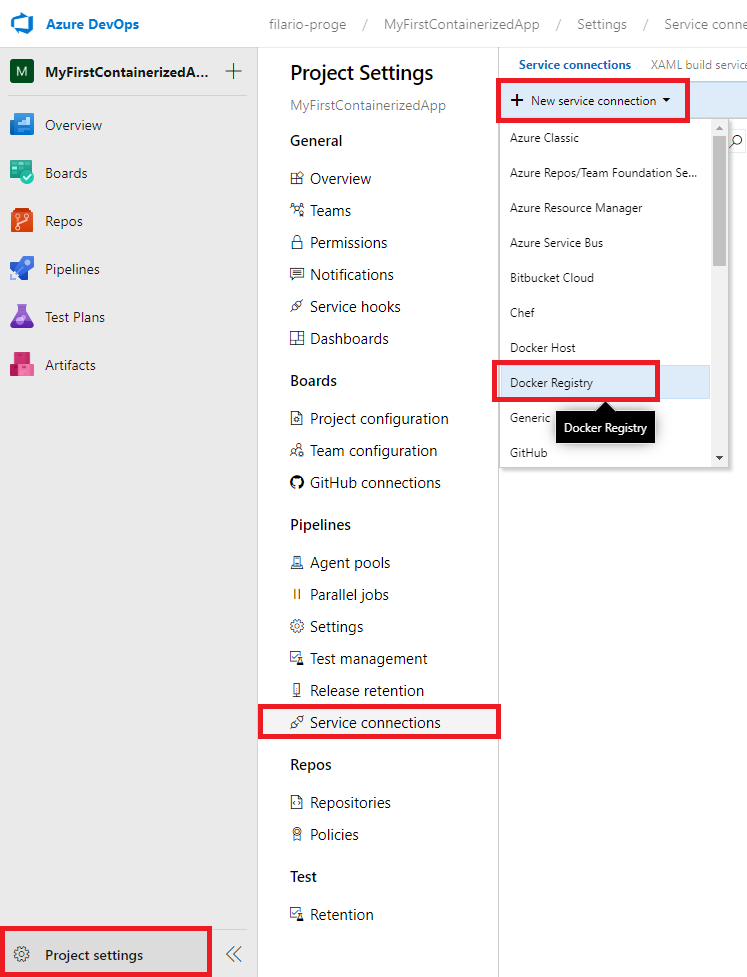 Azure DevOps
filario-proge / MyFirstContainerizedApp / Settings / Service conne
M MyFirstContainerizedA...
Overview
Boards
Repos
Pipelines
Test Plans
Artifacts
Project settings
Project Settings
MyFirstContainerizedApp
General
Overview
Teams
Permissions
Notifications
Service hooks
Dashboards
Boards
Project configuration
Team configuration
GitHub connections
Pipelines
Agent pools
Parallel jobs
Settings
Test management
Release retention
Service connections
Repos
Repositories
Policies
Test
Retention
Service connections XAML build service
New service connection
Azure Classic
Azure Repos/Team Foundation Se...
Azure Resource Manager
Azure Service Bus
Bitbucket Cloud
Chef
Docker Host
Docker Registry
Generic
Docker Registry
GitHub